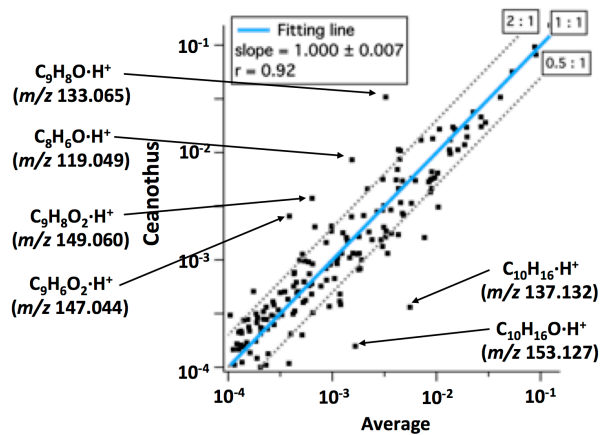 Fitting line
slope = 1.000 ± 0.007
r = 0.92
2 : 1
1 : 1
0.5 : 1
C₉H₈O·H⁺
(m/z 133.065)
C₈H₆O·H⁺
(m/z 119.049)
C₉H₈O₂·H⁺
(m/z 149.060)
C₉H₆O₂·H⁺
(m/z 147.044)
C₁₀H₁₆·H⁺
(m/z 137.132)
C₁₀H₁₆O·H⁺
(m/z 153.127)
Ceanothus
10⁻¹
10⁻²
10⁻³
10⁻⁴
10⁻⁴
10⁻³
10⁻²
10⁻¹
Average